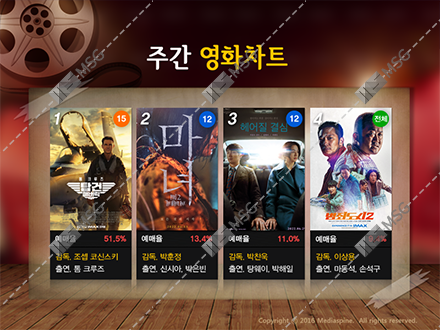 주간 영화차트
1
15
톰 크루즈
탑건
예매율 51.5%
감독. 조셉 코신스키
출연. 톰 크루즈
2
12
마녀
예매율 13.4%
감독. 박훈정
출연. 신시아, 박은빈
3
12
헤어질 결심
예매율 11.0%
감독. 박찬욱
출연. 탕웨이, 박해일
4
전체
범죄도시2
IMAX
예매율
감독. 이상용
출연. 마동석, 손석구
Copyright ⓒ 2016 Mediaspine. All rights reserved.
MSG